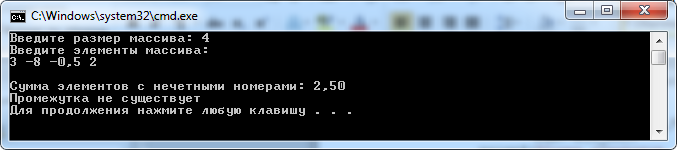 C:\Windows\system32\cmd.exe
Введите размер массива: 4
Введите элементы массива:
3 -8 -0,5 2
Сумма элементов с нечетными номерами: 2,50
Промежутка не существует
Для продолжения нажмите любую клавишу . . .